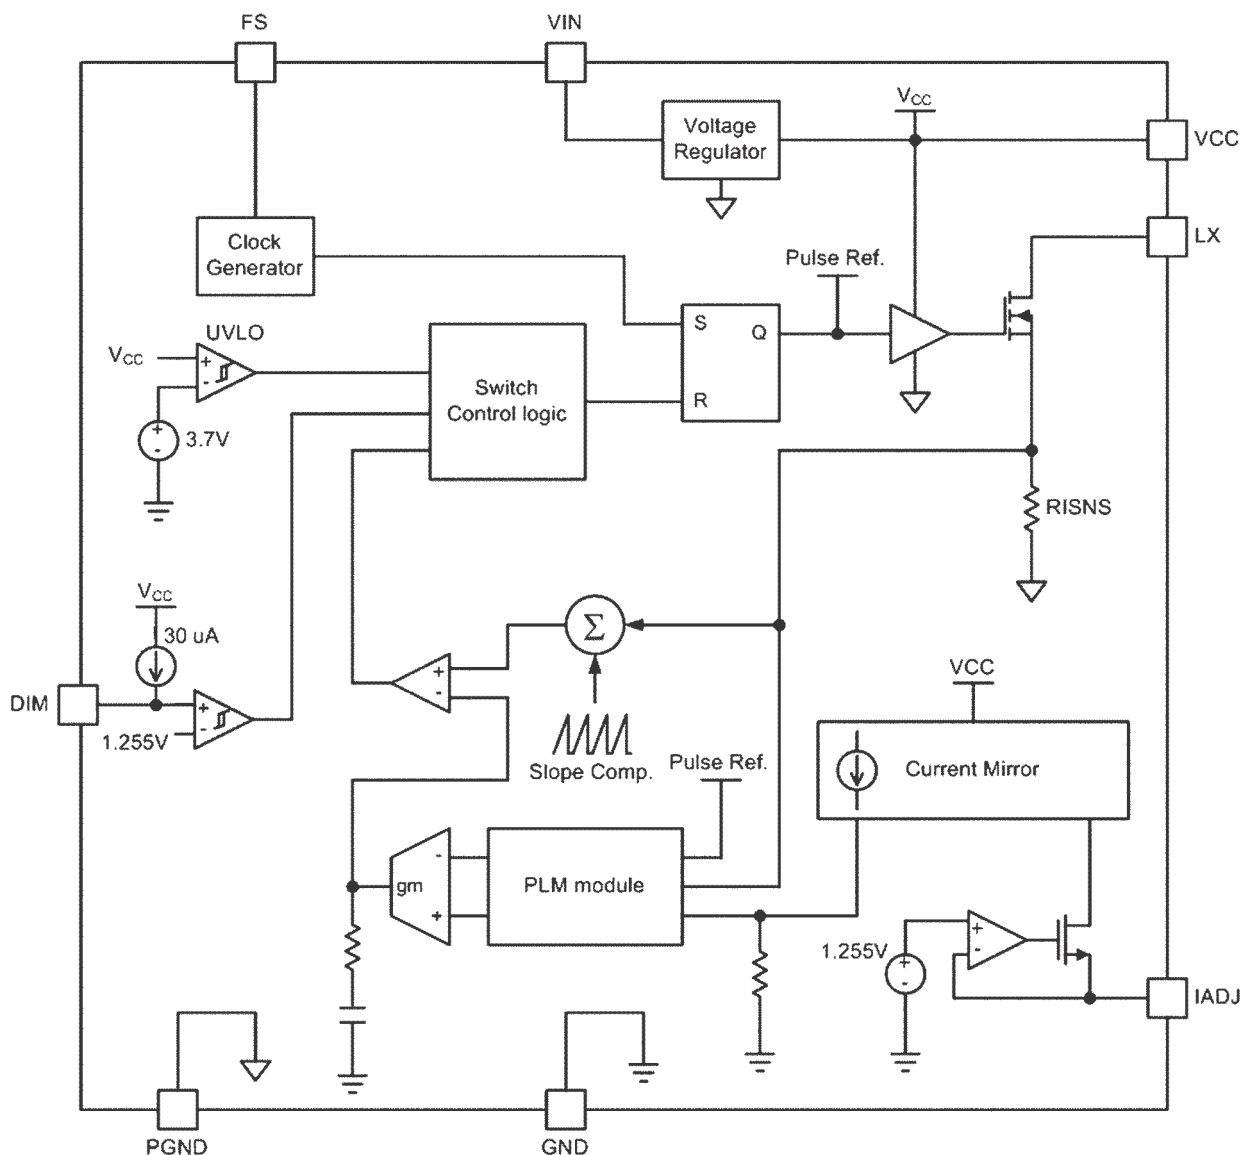 FS
VIN
VCC
Voltage
Regulator
VCC
Clock
Generator
LX
Pulse Ref.
UVLO
VCC
+
-
S
Q
R
Switch
Control logic
+
-
3.7V
RISNS
VCC
30 uA
Σ
DIM
+
-
1.255V
+
-
Slope Comp.
Pulse Ref.
VCC
Current Mirror
-
gm
+
PLM module
1.255V
+
-
+
-
IADJ
PGND
GND